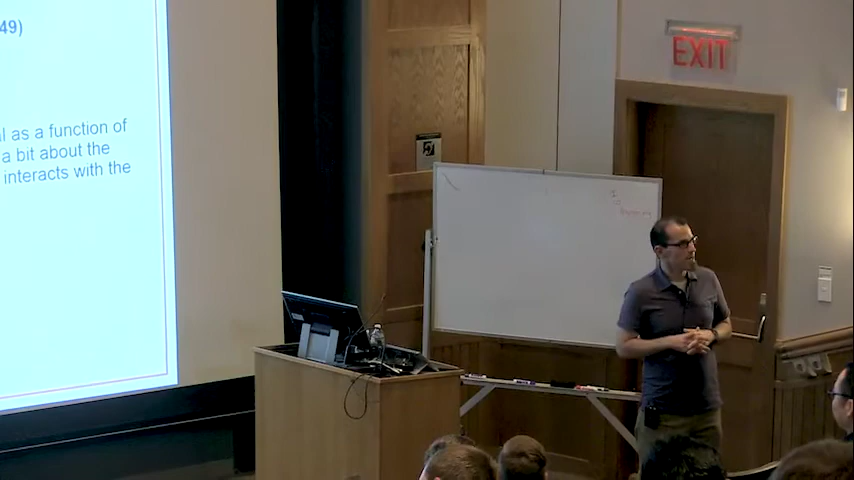 49)
l as a function of
a bit about the
interacts with the
EXIT